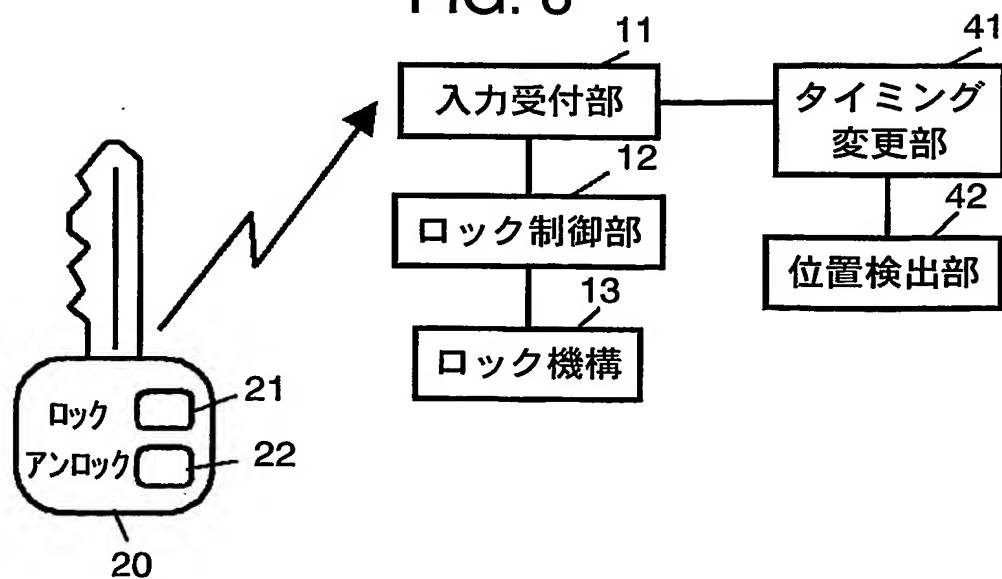 11
41
入力受付部
タイミング
変更部
12
42
ロック制御部
位置検出部
13
ロック機構
ロック
21
アンロック
22
20